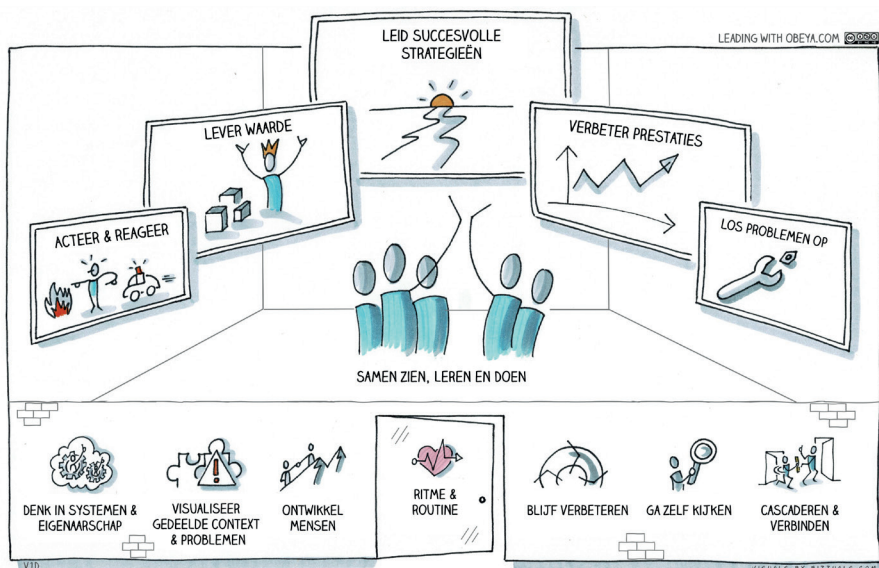 LEID SUCCESVOLLE
STRATEGIEËN
LEADING WITH OBEYA.COM
LEVER WAARDE
VERBETER PRESTATIES
ACTEER & REAGEER
LOS PROBLEMEN OP
SAMEN ZIEN, LEREN EN DOEN
DENK IN SYSTEMEN &
EIGENAARSCHAP
VISUALISEER
GEDEELDE CONTEXT
& PROBLEMEN
ONTWIKKEL
MENSEN
RITME &
ROUTINE
BLIJF VERBETEREN
GA ZELF KIJKEN
CASCADEREN &
VERBINDEN